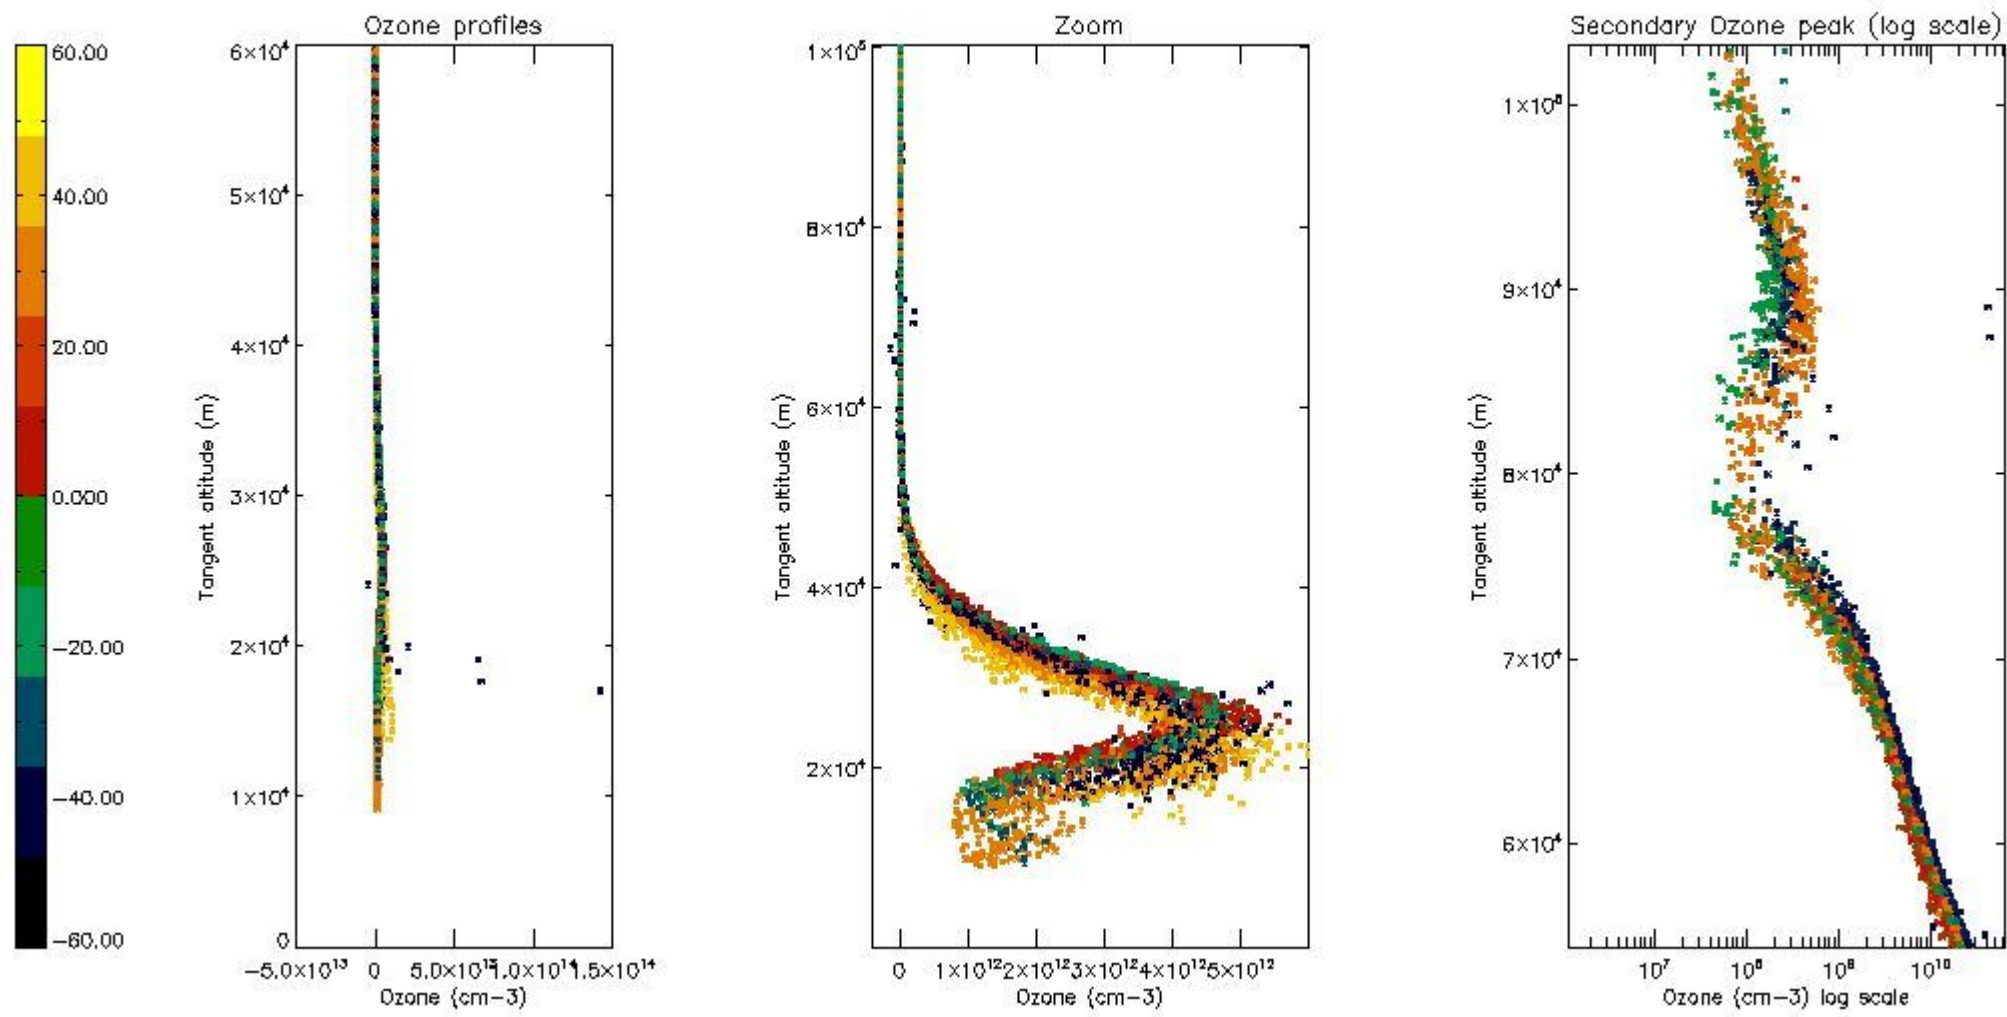 Ozone profiles
Zoom
Secondary Ozone peak (log scale)
60.00
40.00
20.00
0.000
−20.00
−40.00
−60.00
6×10⁴
5×10⁴
4×10⁴
3×10⁴
2×10⁴
1×10⁴
0
Tangent altitude (m)
−5.0×10¹³ 0 5.0×10¹³ 1.0×10¹⁴ 1.5×10¹⁴
Ozone (cm−3)
1×10⁵
8×10⁴
6×10⁴
4×10⁴
2×10⁴
Tangent altitude (m)
0 1×10¹² 2×10¹² 3×10¹² 4×10¹² 5×10¹²
Ozone (cm−3)
1×10⁵
9×10⁴
8×10⁴
7×10⁴
6×10⁴
Tangent altitude (m)
10⁷ 10⁸ 10⁹ 10¹⁰
Ozone (cm−3) log scale